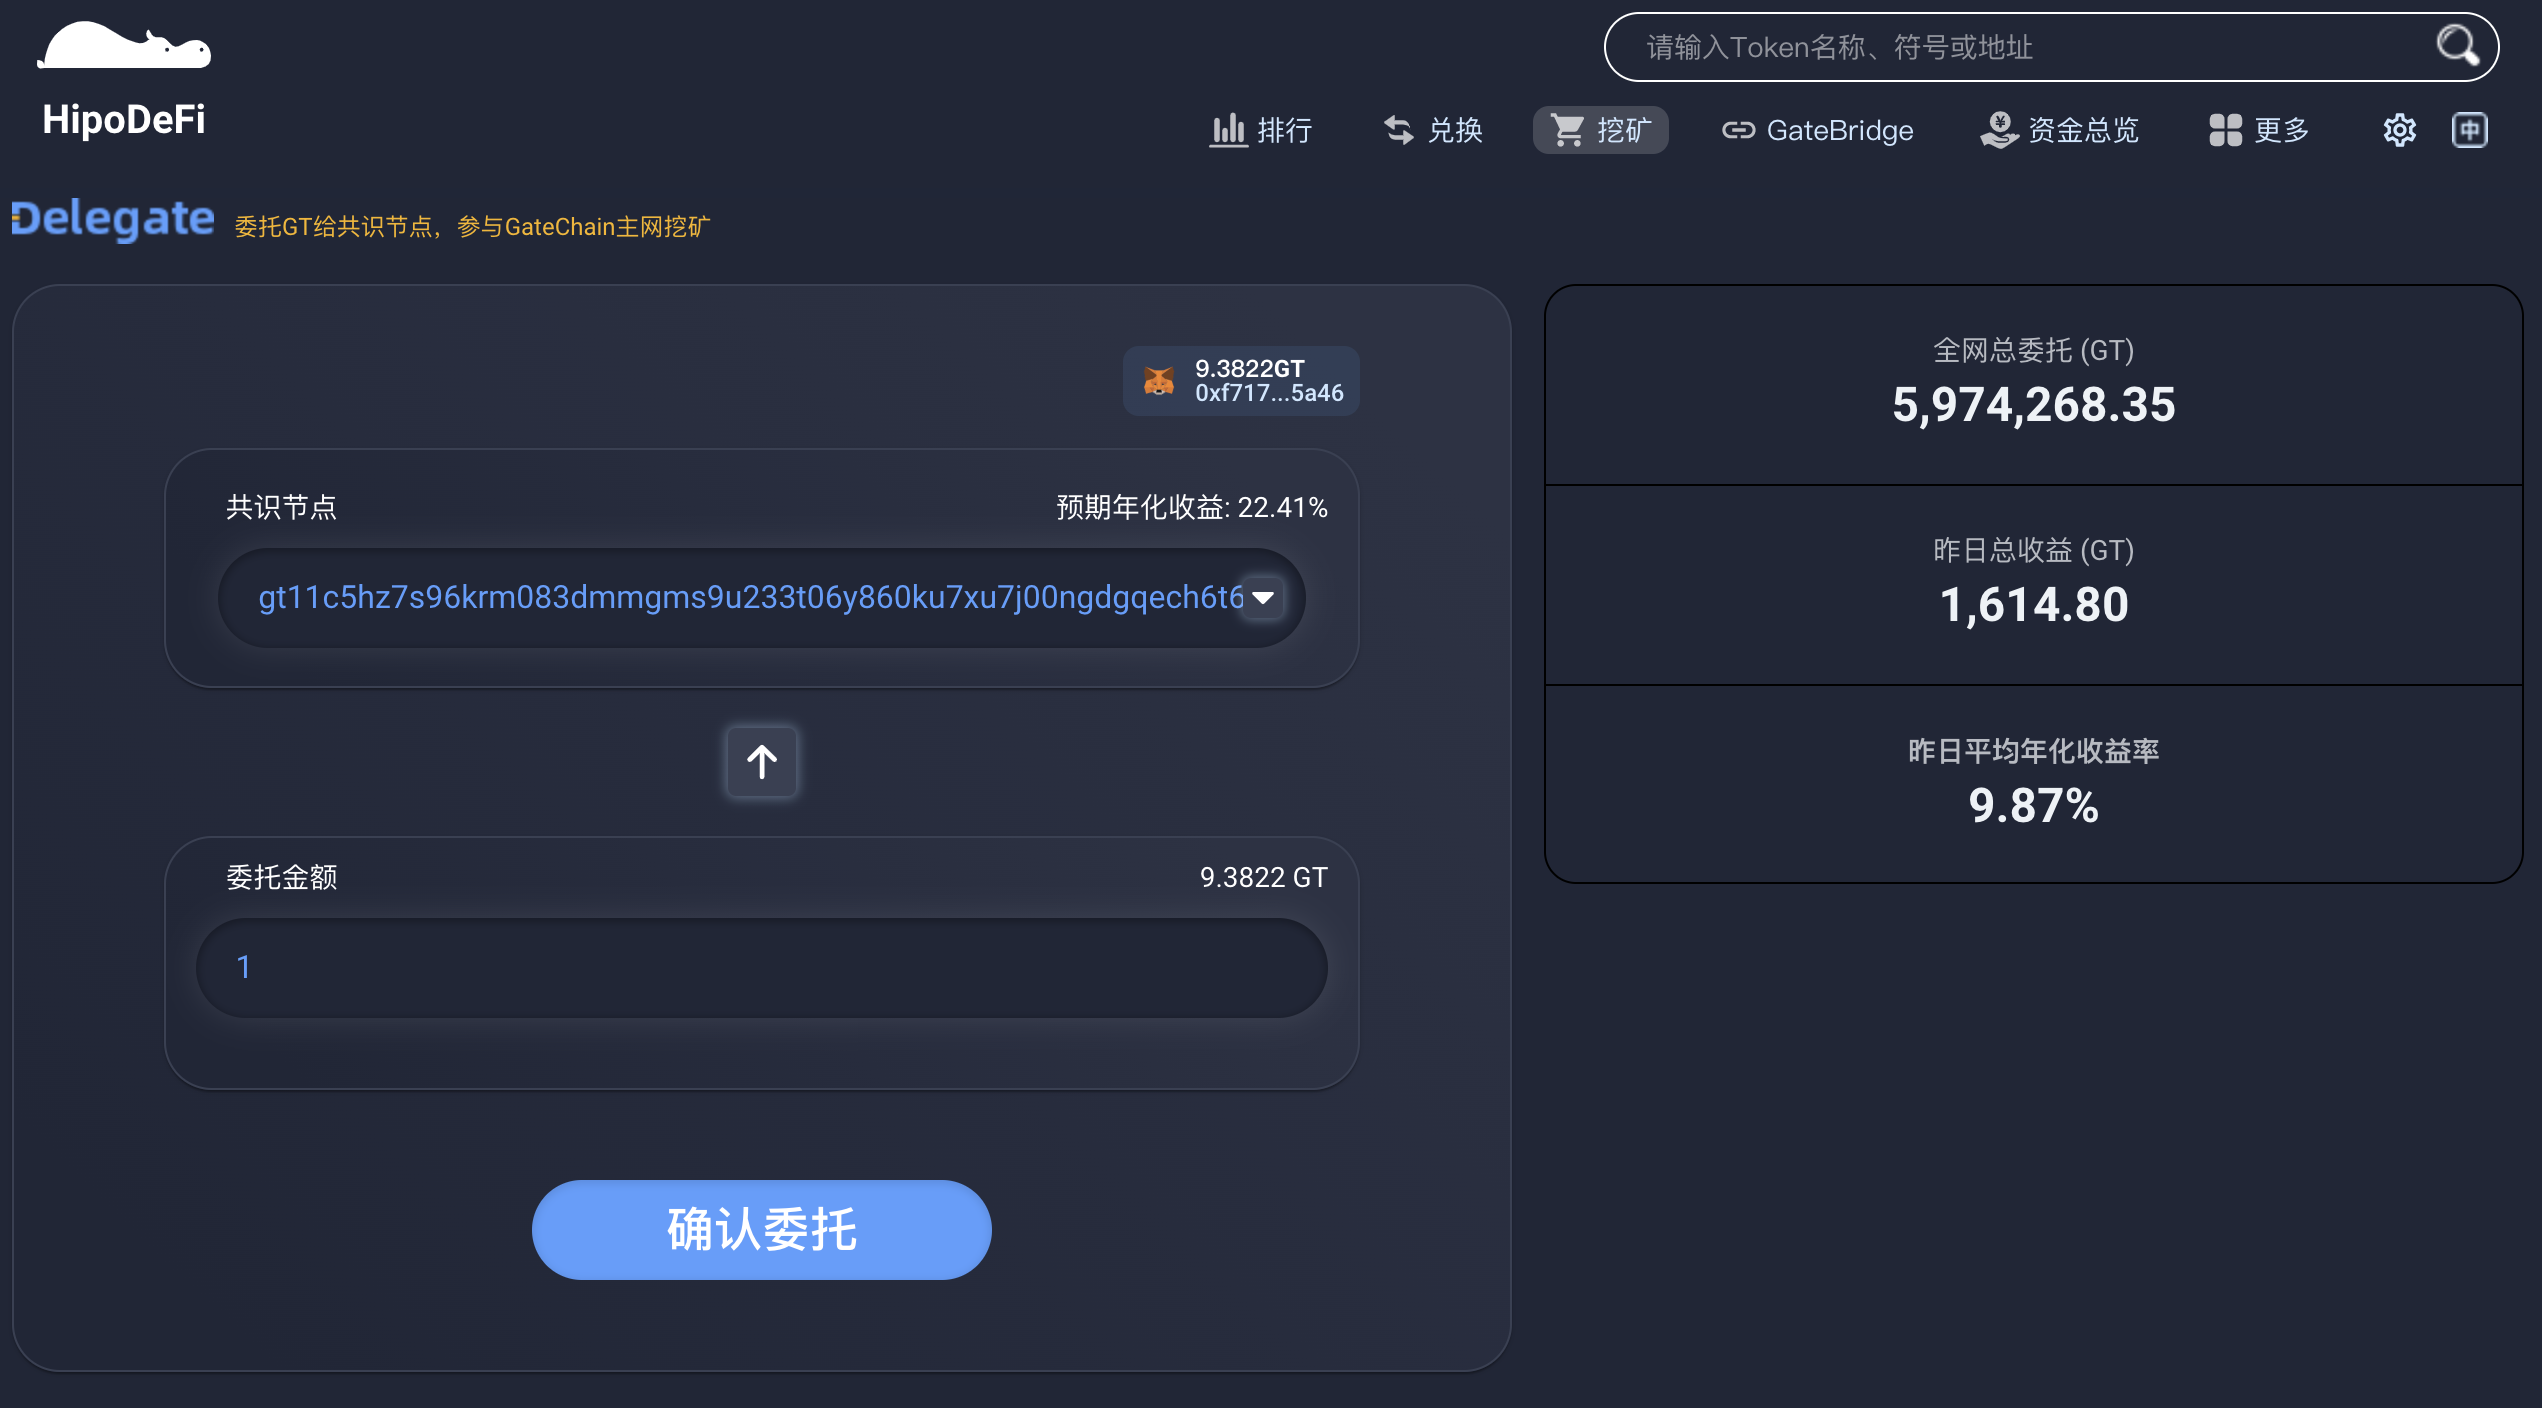 HipoDeFi
请输入Token名称、符号或地址
排行
兑换
挖矿
GateBridge
资金总览
更多
中
Delegate
委托GT给共识节点，参与GateChain主网挖矿
9.3822GT
0xf717...5a46
共识节点
预期年化收益: 22.41%
gt11c5hz7s96krm083dmmgms9u233t06y860ku7xu7j00ngdgqech6t6
委托金额
9.3822 GT
1
确认委托
全网总委托 (GT)
5,974,268.35
昨日总收益 (GT)
1,614.80
昨日平均年化收益率
9.87%